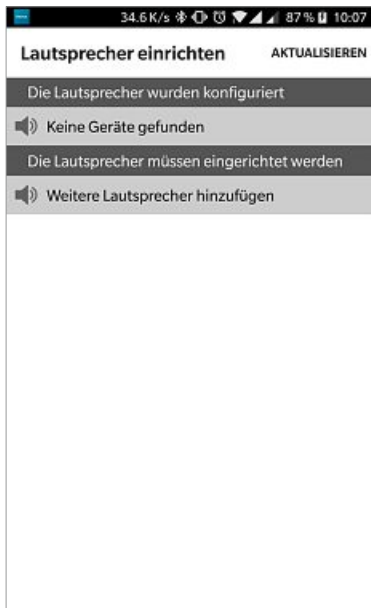 34.6 K/s 87% 10:07
Lautsprecher einrichten AKTUALISIEREN
Die Lautsprecher wurden konfiguriert
Keine Geräte gefunden
Die Lautsprecher müssen eingerichtet werden
Weitere Lautsprecher hinzufügen